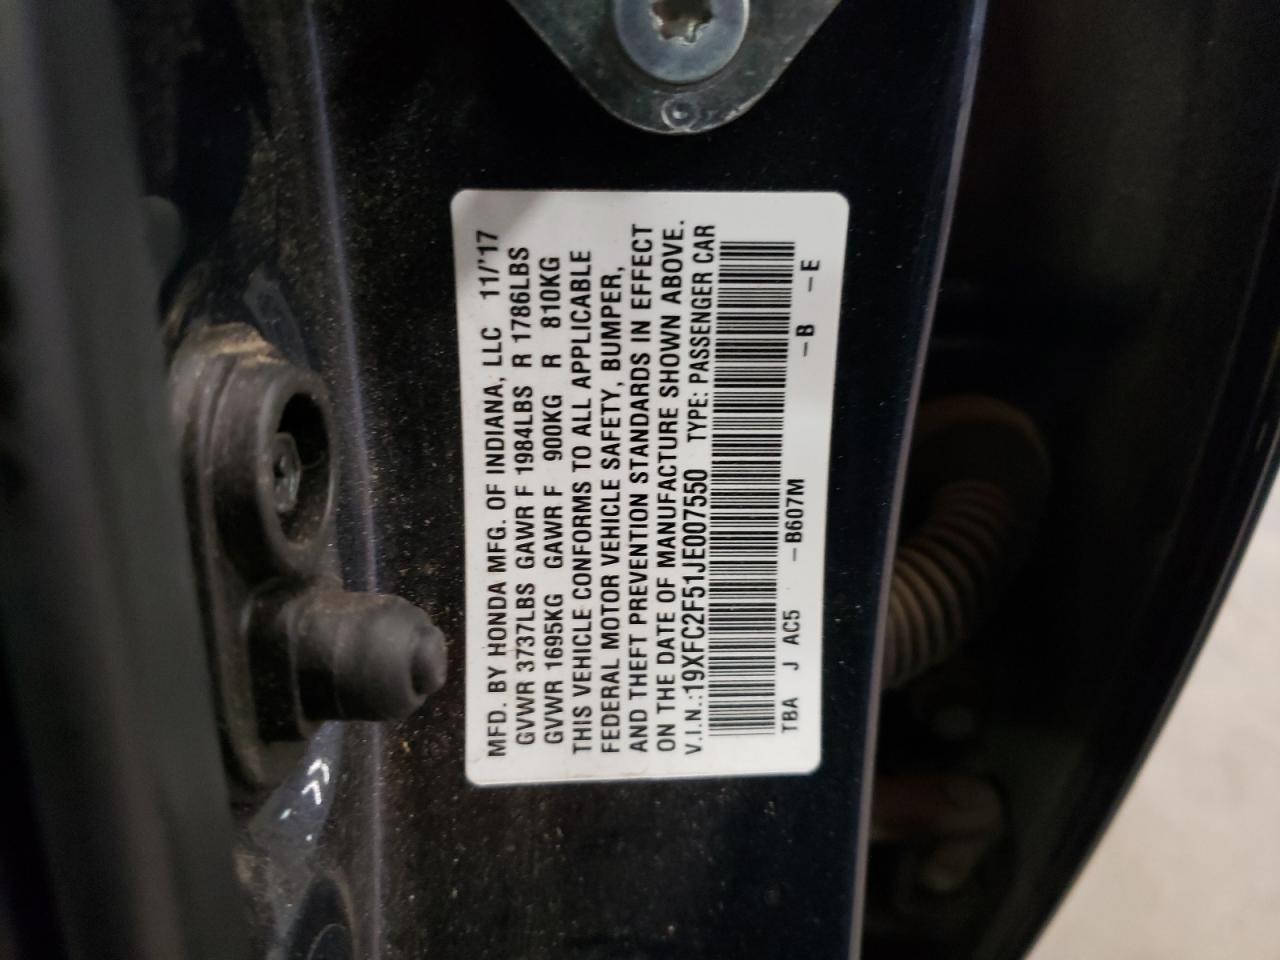 MFD. BY HONDA MFG. OF INDIANA, LLC 11/'17
GVWR 3737LBS GAWR F 1984LBS R 1786LBS
GVWR 1695KG GAWR F 900KG R 810KG
THIS VEHICLE CONFORMS TO ALL APPLICABLE
FEDERAL MOTOR VEHICLE SAFETY, BUMPER,
AND THEFT PREVENTION STANDARDS IN EFFECT
ON THE DATE OF MANUFACTURE SHOWN ABOVE.
V.I.N.:19XFC2F51JE007550 TYPE: PASSENGER CAR
TBA J AC5 -B607M -B -E